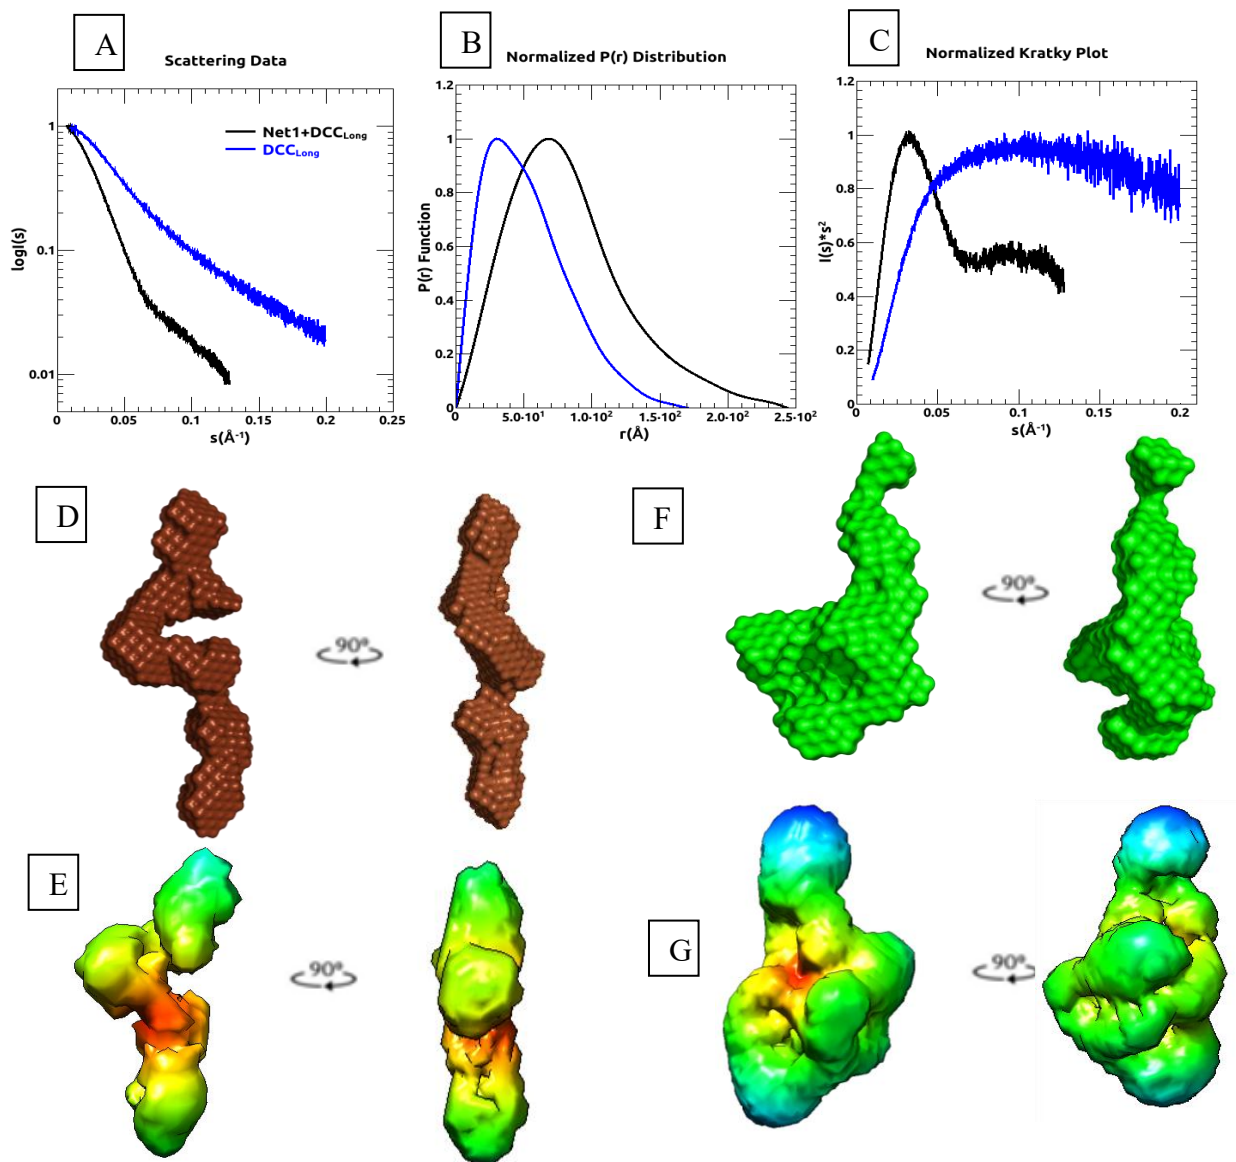 A
Scattering Data
logI(s)
1
0.1
0.01
Net1+DCCLong
DCCLong
0 0.05 0.1 0.15 0.2 0.25
s(Å-1)
B
Normalized P(r) Distribution
P(r) Function
1.2
1
0.8
0.6
0.4
0.2
0
0 5.0·10¹ 1.0·10² 1.5·10² 2.0·10² 2.5·10²
r(Å)
C
Normalized Kratky Plot
I(s)*s²
1.2
1
0.8
0.6
0.4
0.2
0
0 0.05 0.1 0.15 0.2
s(Å-1)
D
90º
F
90º
E
90º
G
90º